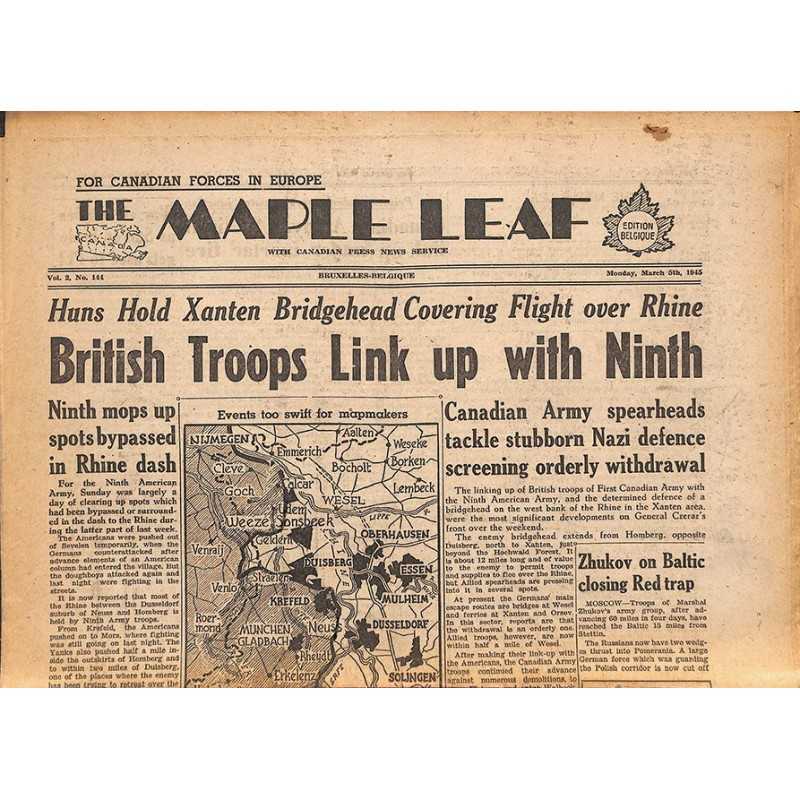 FOR CANADIAN FORCES IN EUROPE
THE MAPLE LEAF
CANADA
EDITION
BELGIQUE
WITH CANADIAN PRESS NEWS SERVICE
Vol. 2, No. 144 BRUXELLES-BELGIQUE Monday, March 5th, 1945
Huns Hold Xanten Bridgehead Covering Flight over Rhine
British Troops Link up with Ninth
Ninth mops up
spots bypassed
in Rhine dash
For the Ninth American
Army, Sunday was largely a
day of clearing up spots which
had been bypassed or surround-
ed in the dash to the Rhine dur-
ing the latter part of last week.
The Americans were pushed out
of Sevelen temporarily, when the
Germans counterattacked after
advance elements of an American
column had entered the village. But
the doughboys attacked again and
last night were fighting in the
streets.
It is now reported that most of
the Rhine between the Dusseldorf
suburb of Neuss and Homberg is
held by Ninth Army troops.
From Krefeld, the Americans
pushed on to Mors, where fighting
was still going on last night. The
Yanks also pushed half a mile in-
side the outskirts of Homberg and
to within two miles of Duisburg,
one of the places where the enemy
has been trying to retreat over the
Events too swift for mapmakers
NIJMEGEN
Emmerich
Aalten
Weseke
Borken
Cleve
Bocholt
Goch
Calcar
Lembeck
WESEL
Udem
Weeze
Sonsbeck
LIPPE
Geldern
OBERHAUSEN
Venraij
DUISBERG
ESSEN
Straelen
Venlo
MULHEIM
KREFELD
Roer-
mond
MUNCHEN
GLADBACH
Neuss
DUSSELDORF
Rheydt
Erkelenz
ERFT
SOLINGEN
Canadian Army spearheads
tackle stubborn Nazi defence
screening orderly withdrawal
The linking up of British troops of First Canadian Army with
the Ninth American Army, and the determined defence of a
bridgehead on the west bank of the Rhine in the Xanten area,
were the most significant developments on General Crerar's
front over the weekend.
The enemy bridgehead extends from Homberg, opposite
Duisberg, north to Xanten, just
beyond the Hochwald Forest. It
is about 12 miles long and of value
to the enemy to permit troops
and supplies to flee over the Rhine,
but Allied spearheads are pressing
into it in several spots.
At present the Germans' main
escape routes are bridges at Wesel
and ferries at Xanten and Orsoy.
In this sector, reports are that
the withdrawal is an orderly one.
Allied troops, however, are now
within half a mile of Wesel.
After making their link-up with
the Americans, the Canadian Army
troops continued their advance
against numerous demolitions, to
Zhukov on Baltic
closing Red trap
MOSCOW—Troops of Marshal
Zhukov's army group, after ad-
vancing 60 miles in four days, have
reached the Baltic 15 miles from
Stettin.
The Russians now have two wedg-
es thrust into Pomerania. A large
German force which was guarding
the Polish corridor is now cut off